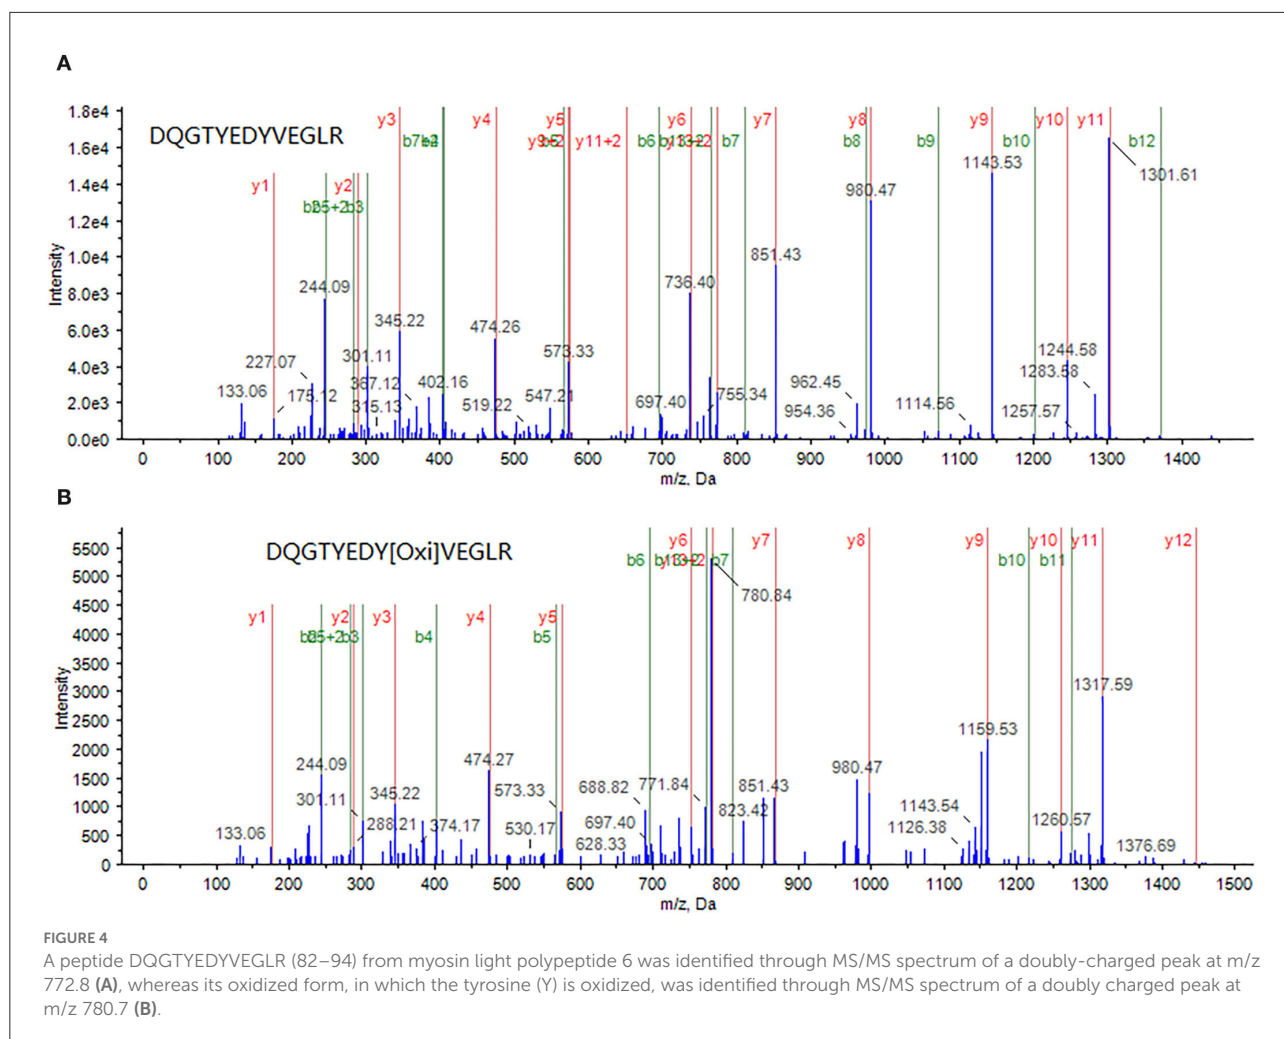 A
1.8e4
1.6e4
1.4e4
1.2e4
1.0e4
8.0e3
6.0e3
4.0e3
2.0e3
0.0e0
Intensity
DQGTYEDYVEGLR
y1
y2
b3
y3
y4
y5
y11+2
b6
y6
b7
y7
y8
b8
b9
y9
b10
y10
y11
b12
133.06
227.07
244.09
175.12
301.11
315.13
345.22
367.12
402.16
474.26
519.22
547.21
573.33
697.40
736.40
755.34
851.43
954.36
962.45
980.47
1114.56
1143.53
1244.58
1257.57
1283.58
1301.61
0 100 200 300 400 500 600 700 800 900 1000 1100 1200 1300 1400
m/z, Da
B
5500
5000
4500
4000
3500
3000
2500
2000
1500
1000
500
0
Intensity
DQGTYEDY[Oxi]VEGLR
y1
y2
b3
y3
b4
y4
y5
b5
b6
y6
b7
y7
y8
y9
b10
y10
b11
y11
y12
133.06
244.09
301.11
288.21
345.22
374.17
474.27
530.17
573.33
628.33
688.82
697.40
771.84
780.84
823.42
851.43
980.47
1126.38
1143.54
1159.53
1260.57
1317.59
1376.69
0 100 200 300 400 500 600 700 800 900 1000 1100 1200 1300 1400 1500
m/z, Da
FIGURE 4
A peptide DQGTYEDYVEGLR (82–94) from myosin light polypeptide 6 was identified through MS/MS spectrum of a doubly-charged peak at m/z
772.8 (A), whereas its oxidized form, in which the tyrosine (Y) is oxidized, was identified through MS/MS spectrum of a doubly charged peak at
m/z 780.7 (B).